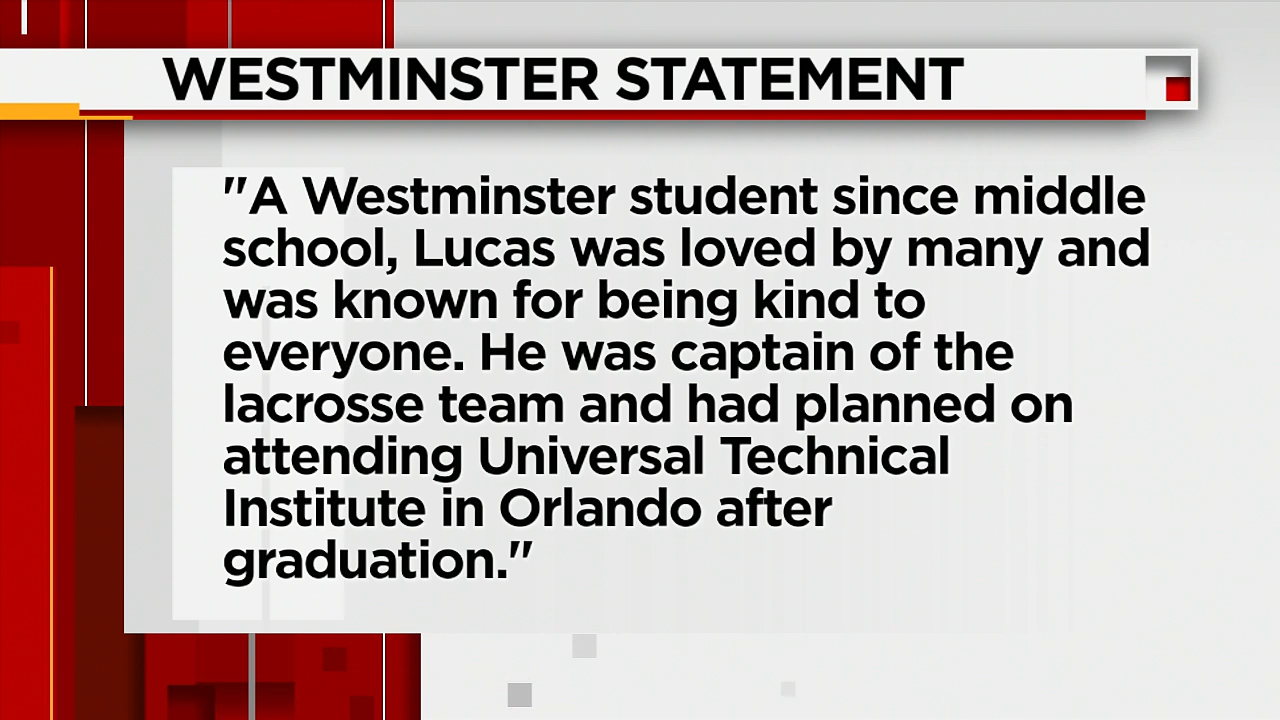 WESTMINSTER STATEMENT
"A Westminster student since middle
school, Lucas was loved by many and
was known for being kind to
everyone. He was captain of the
lacrosse team and had planned on
attending Universal Technical
Institute in Orlando after
graduation."